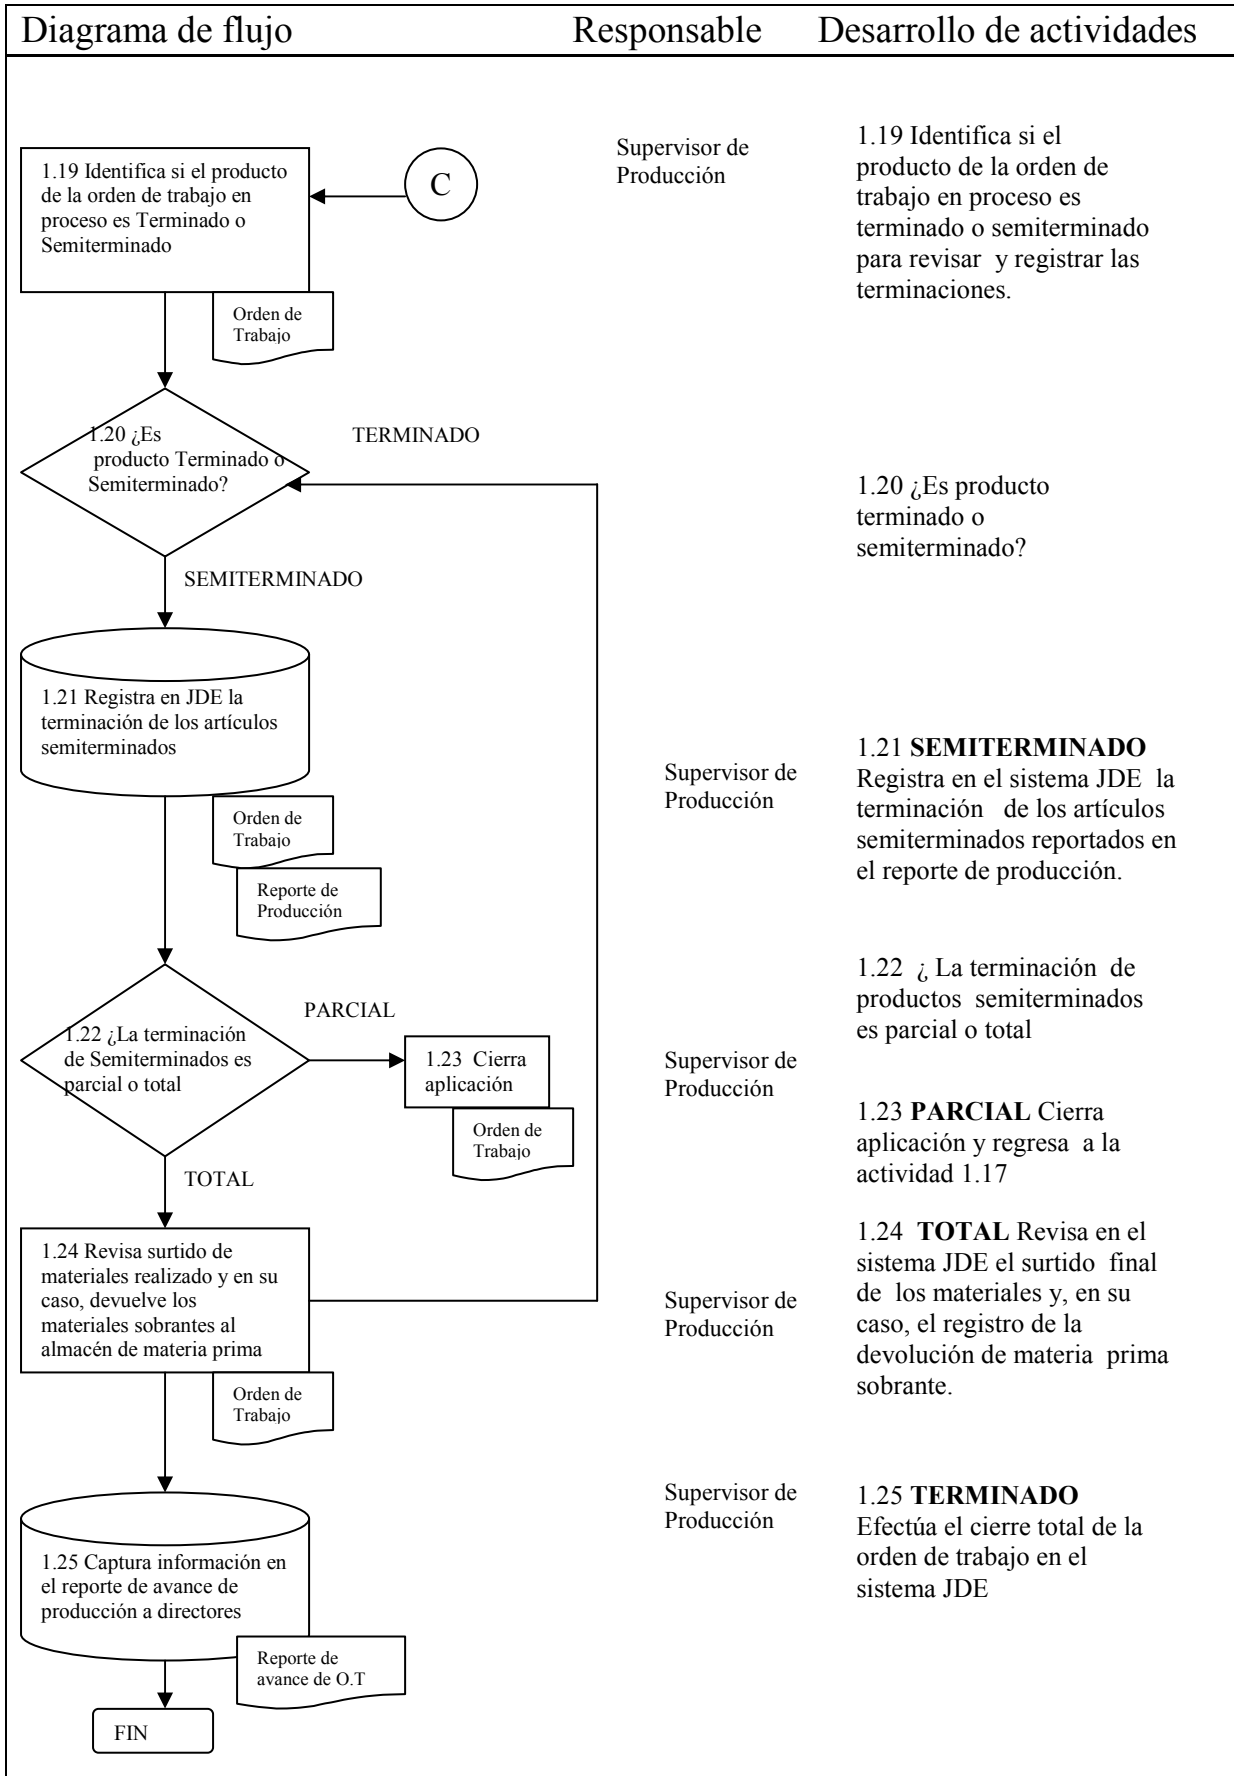 Diagrama de flujo
Responsable
Desarrollo de actividades
1.19 Identifica si el producto
de la orden de trabajo en
proceso es Terminado o
Semiterminado
C
Orden de
Trabajo
Supervisor de
Producción
1.19 Identifica si el
producto de la orden de
trabajo en proceso es
terminado o semiterminado
para revisar  y registrar las
terminaciones.
1.20 ¿Es
producto Terminado o
Semiterminado?
TERMINADO
SEMITERMINADO
1.20 ¿Es producto
terminado o
semiterminado?
1.21 Registra en JDE la
terminación de los artículos
semiterminados
Orden de
Trabajo
Reporte de
Producción
Supervisor de
Producción
1.21 SEMITERMINADO
Registra en el sistema JDE  la
terminación   de los artículos
semiterminados reportados en
el reporte de producción.
1.22 ¿La terminación
de Semiterminados es
parcial o total
PARCIAL
TOTAL
1.23  Cierra
aplicación
Orden de
Trabajo
Supervisor de
Producción
1.22  ¿ La terminación  de
productos  semiterminados
es parcial o total
1.23 PARCIAL Cierra
aplicación y regresa  a la
actividad 1.17
1.24 Revisa surtido de
materiales realizado y en su
caso, devuelve los
materiales sobrantes al
almacén de materia prima
Orden de
Trabajo
Supervisor de
Producción
1.24  TOTAL Revisa en el
sistema JDE el surtido  final
de  los materiales y, en su
caso, el registro de la
devolución de materia  prima
sobrante.
1.25 Captura información en
el reporte de avance de
producción a directores
Reporte de
avance de O.T
FIN
Supervisor de
Producción
1.25 TERMINADO
Efectúa el cierre total de la
orden de trabajo en el
sistema JDE